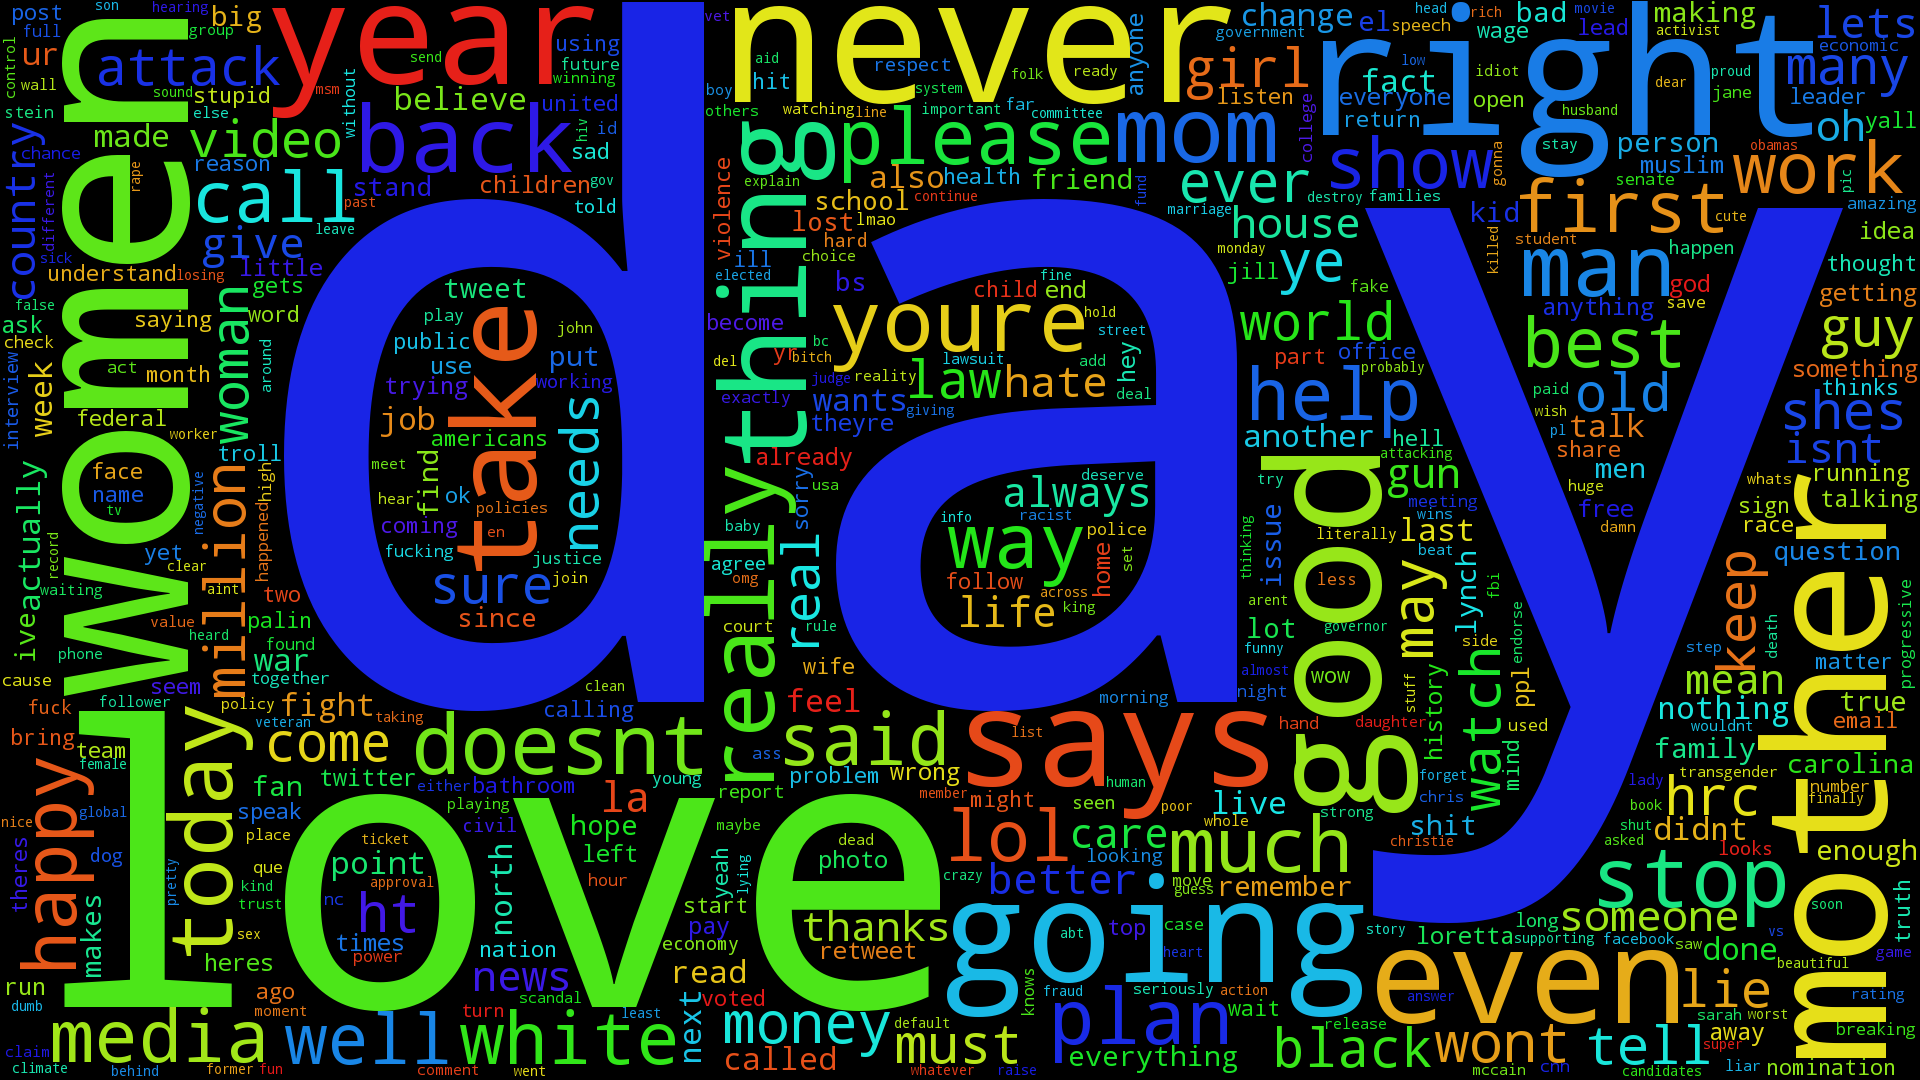 day
love
women
never
right
year
mother
good
going
says
thing
really
even
take
back
please
mom
show
first
work
man
best
help
world
house
ever
girl
youre
law
hate
way
always
life
sure
needs
doesnt
said
come
today
happy
media
well
white
money
must
plan
black
wont
tell
lie
someone
stop
much
lol
care
better
remember
thanks
news
ht
la
call
give
video
attack
country
woman
million
real
gun
may
last
watch
lynch
hrc
keep
mean
nothing
family
carolina
didnt
enough
true
email
matter
question
talking
running
isnt
shes
guy
something
thinks
getting
thought
idea
amazing
many
lets
oh
yall
leader
economic
making
activist
bad
wage
change
el
speech
lead
fact
everyone
return
open
idiot
listen
government
anyone
hit
aid
respect
system
folk
ready
important
far
committee
watching
line
others
boy
vet
united
future
using
winning
believe
send
msm
without
stupid
big
ur
post
full
son
hearing
group
control
wall
stein
sound
else
made
reason
chance
rape
different
sick
understand
losing
little
gets
word
saying
false
ask
check
act
month
week
interview
federal
worker
face
name
tv
negative
troll
around
high
happened
actually
ive
record
waiting
yet
clear
aint
value
heard
two
palin
found
war
together
phone
cause
seem
follower
fuck
bring
team
female
policy
veteran
fight
taking
fan
twitter
speak
place
que
kind
trust
sex
heres
pretty
dog
global
nice
theres
makes
run
dumb
claim
climate
behind
former
fun
ago
moment
point
ticket
approval
nc
times
power
north
nation
hope
left
hour
scandal
turn
comment
went
least
next
read
voted
called
economy
pay
start
yeah
lying
maybe
report
young
bathroom
either
playing
civil
calling
clean
ass
problem
wrong
feel
wife
court
rule
agree
omg
baby
sorry
usa
already
exactly
become
del
bc
bitch
yr
judge
reality
wants
theyre
giving
lawsuit
child
end
hold
fine
street
add
hey
deal
bs
ill
choice
hard
lmao
lost
school
also
health
friend
continue
explain
elected
violence
sad
id
hiv
gov
told
children
stand
past
leave
tweet
play
public
use
trying
john
put
working
job
americans
find
meet
hear
ok
coming
policies
en
fucking
justice
join
since
deserve
info
racist
police
set
follow
home
across
king
morning
marriage
fund
college
monday
jill
destroy
families
kid
killed
gonna
student
happen
cute
god
save
anything
fake
part
office
probably
another
hell
attacking
try
meeting
wins
literally
beat
issue
thinking
arent
less
governor
lot
funny
almost
night
wow
hand
daughter
history
stuff
ppl
side
endorse
fbi
mind
used
forget
chris
shit
christie
strong
live
whole
poor
human
seen
might
member
list
photo
dead
crazy
looking
move
guess
retweet
top
case
abt
heart
story
seriously
action
fraud
knows
wait
release
default
everything
whatever
raise
answer
mccain
cnn
candidates
super
liar
nomination
away
worst
sarah
breaking
rating
beautiful
game
vs
saw
done
facebook
supporting
loretta
long
asked
shut
looks
book
lady
transgender
number
finally
wouldnt
soon
truth
progressive
death
step
race
sign
whats
free
damn
huge
men
share
talk
pl
wish
paid
old
senate
muslim
person
stay
husband
obamas
pic
jane
proud
dear
low
movie
rich
head
ye